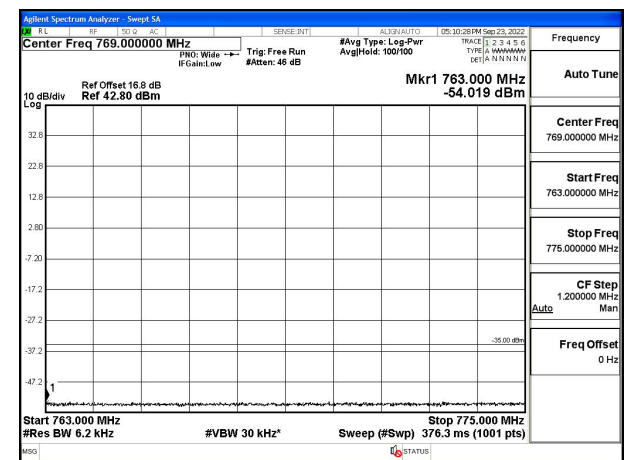 Agilent Spectrum Analyzer - Swept SA
RL RF 50 Ω AC SENSE:INT ALIGN AUTO 05:10:28 PM Sep 23, 2022
Center Freq 769.000000 MHz
PNO: Wide
IFGain:Low
Trig: Free Run
#Atten: 46 dB
#Avg Type: Log-Pwr
Avg|Hold: 100/100
TRACE 1 2 3 4 5 6
TYPE A WWWWW
DET A N N N N N
Mkr1 763.000 MHz
-54.019 dBm
Ref Offset 16.8 dB
10 dB/div Ref 42.80 dBm
Log
32.8
22.8
12.8
2.80
-7.20
-17.2
-27.2
-35.00 dBm
-37.2
-47.2
1
Start 763.000 MHz Stop 775.000 MHz
#Res BW 6.2 kHz #VBW 30 kHz* Sweep (#Swp) 376.3 ms (1001 pts)
MSG STATUS
Frequency
Auto Tune
Center Freq
769.000000 MHz
Start Freq
763.000000 MHz
Stop Freq
775.000000 MHz
CF Step
1.200000 MHz
Auto Man
Freq Offset
0 Hz